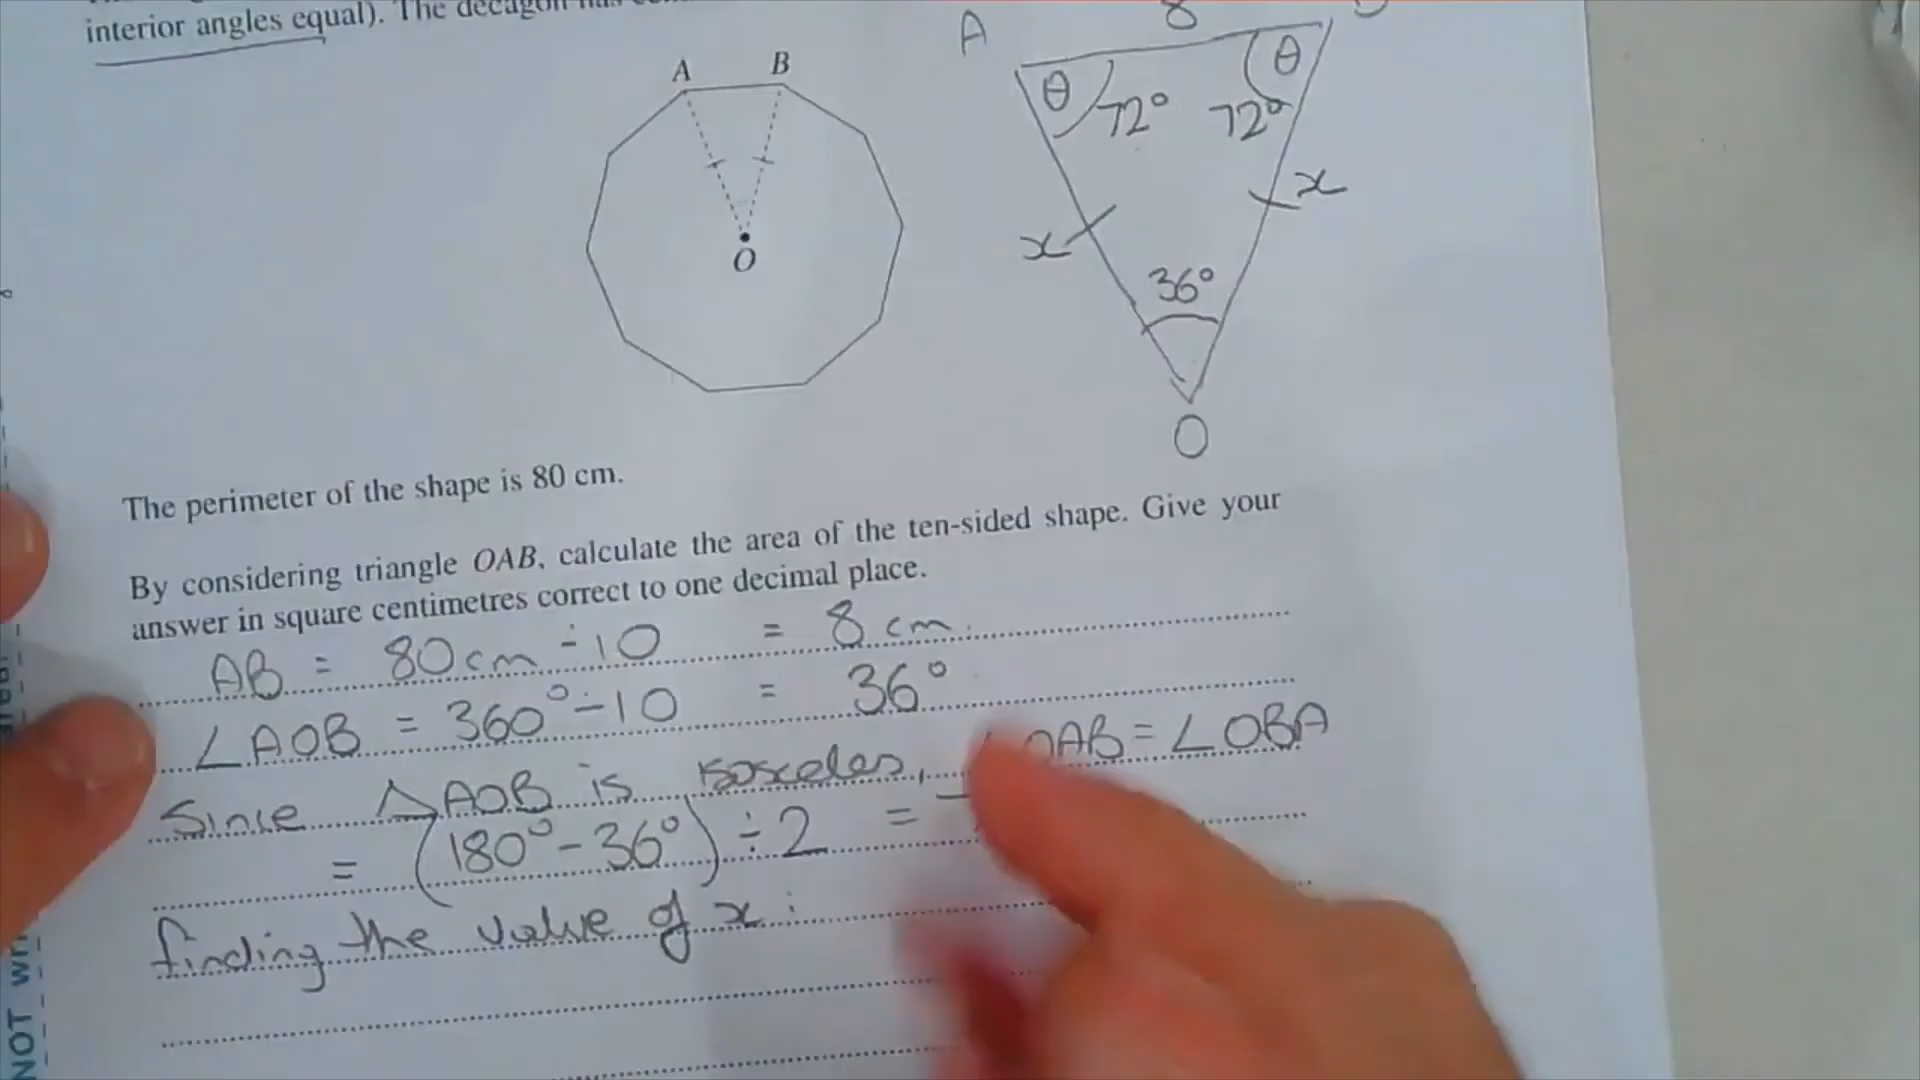 interior angles equal). The decagon
A
B
O
A
8
θ
θ
72°
72°
x
x
36°
O
The perimeter of the shape is 80 cm.
By considering triangle OAB, calculate the area of the ten-sided shape. Give your
answer in square centimetres correct to one decimal place.
AB = 80cm ÷ 10 = 8 cm
∠AOB = 360° ÷ 10 = 36°
Since △AOB is isosceles, OAB = ∠OBA
= (180° - 36°) ÷ 2 =
finding the value of x:
NOT